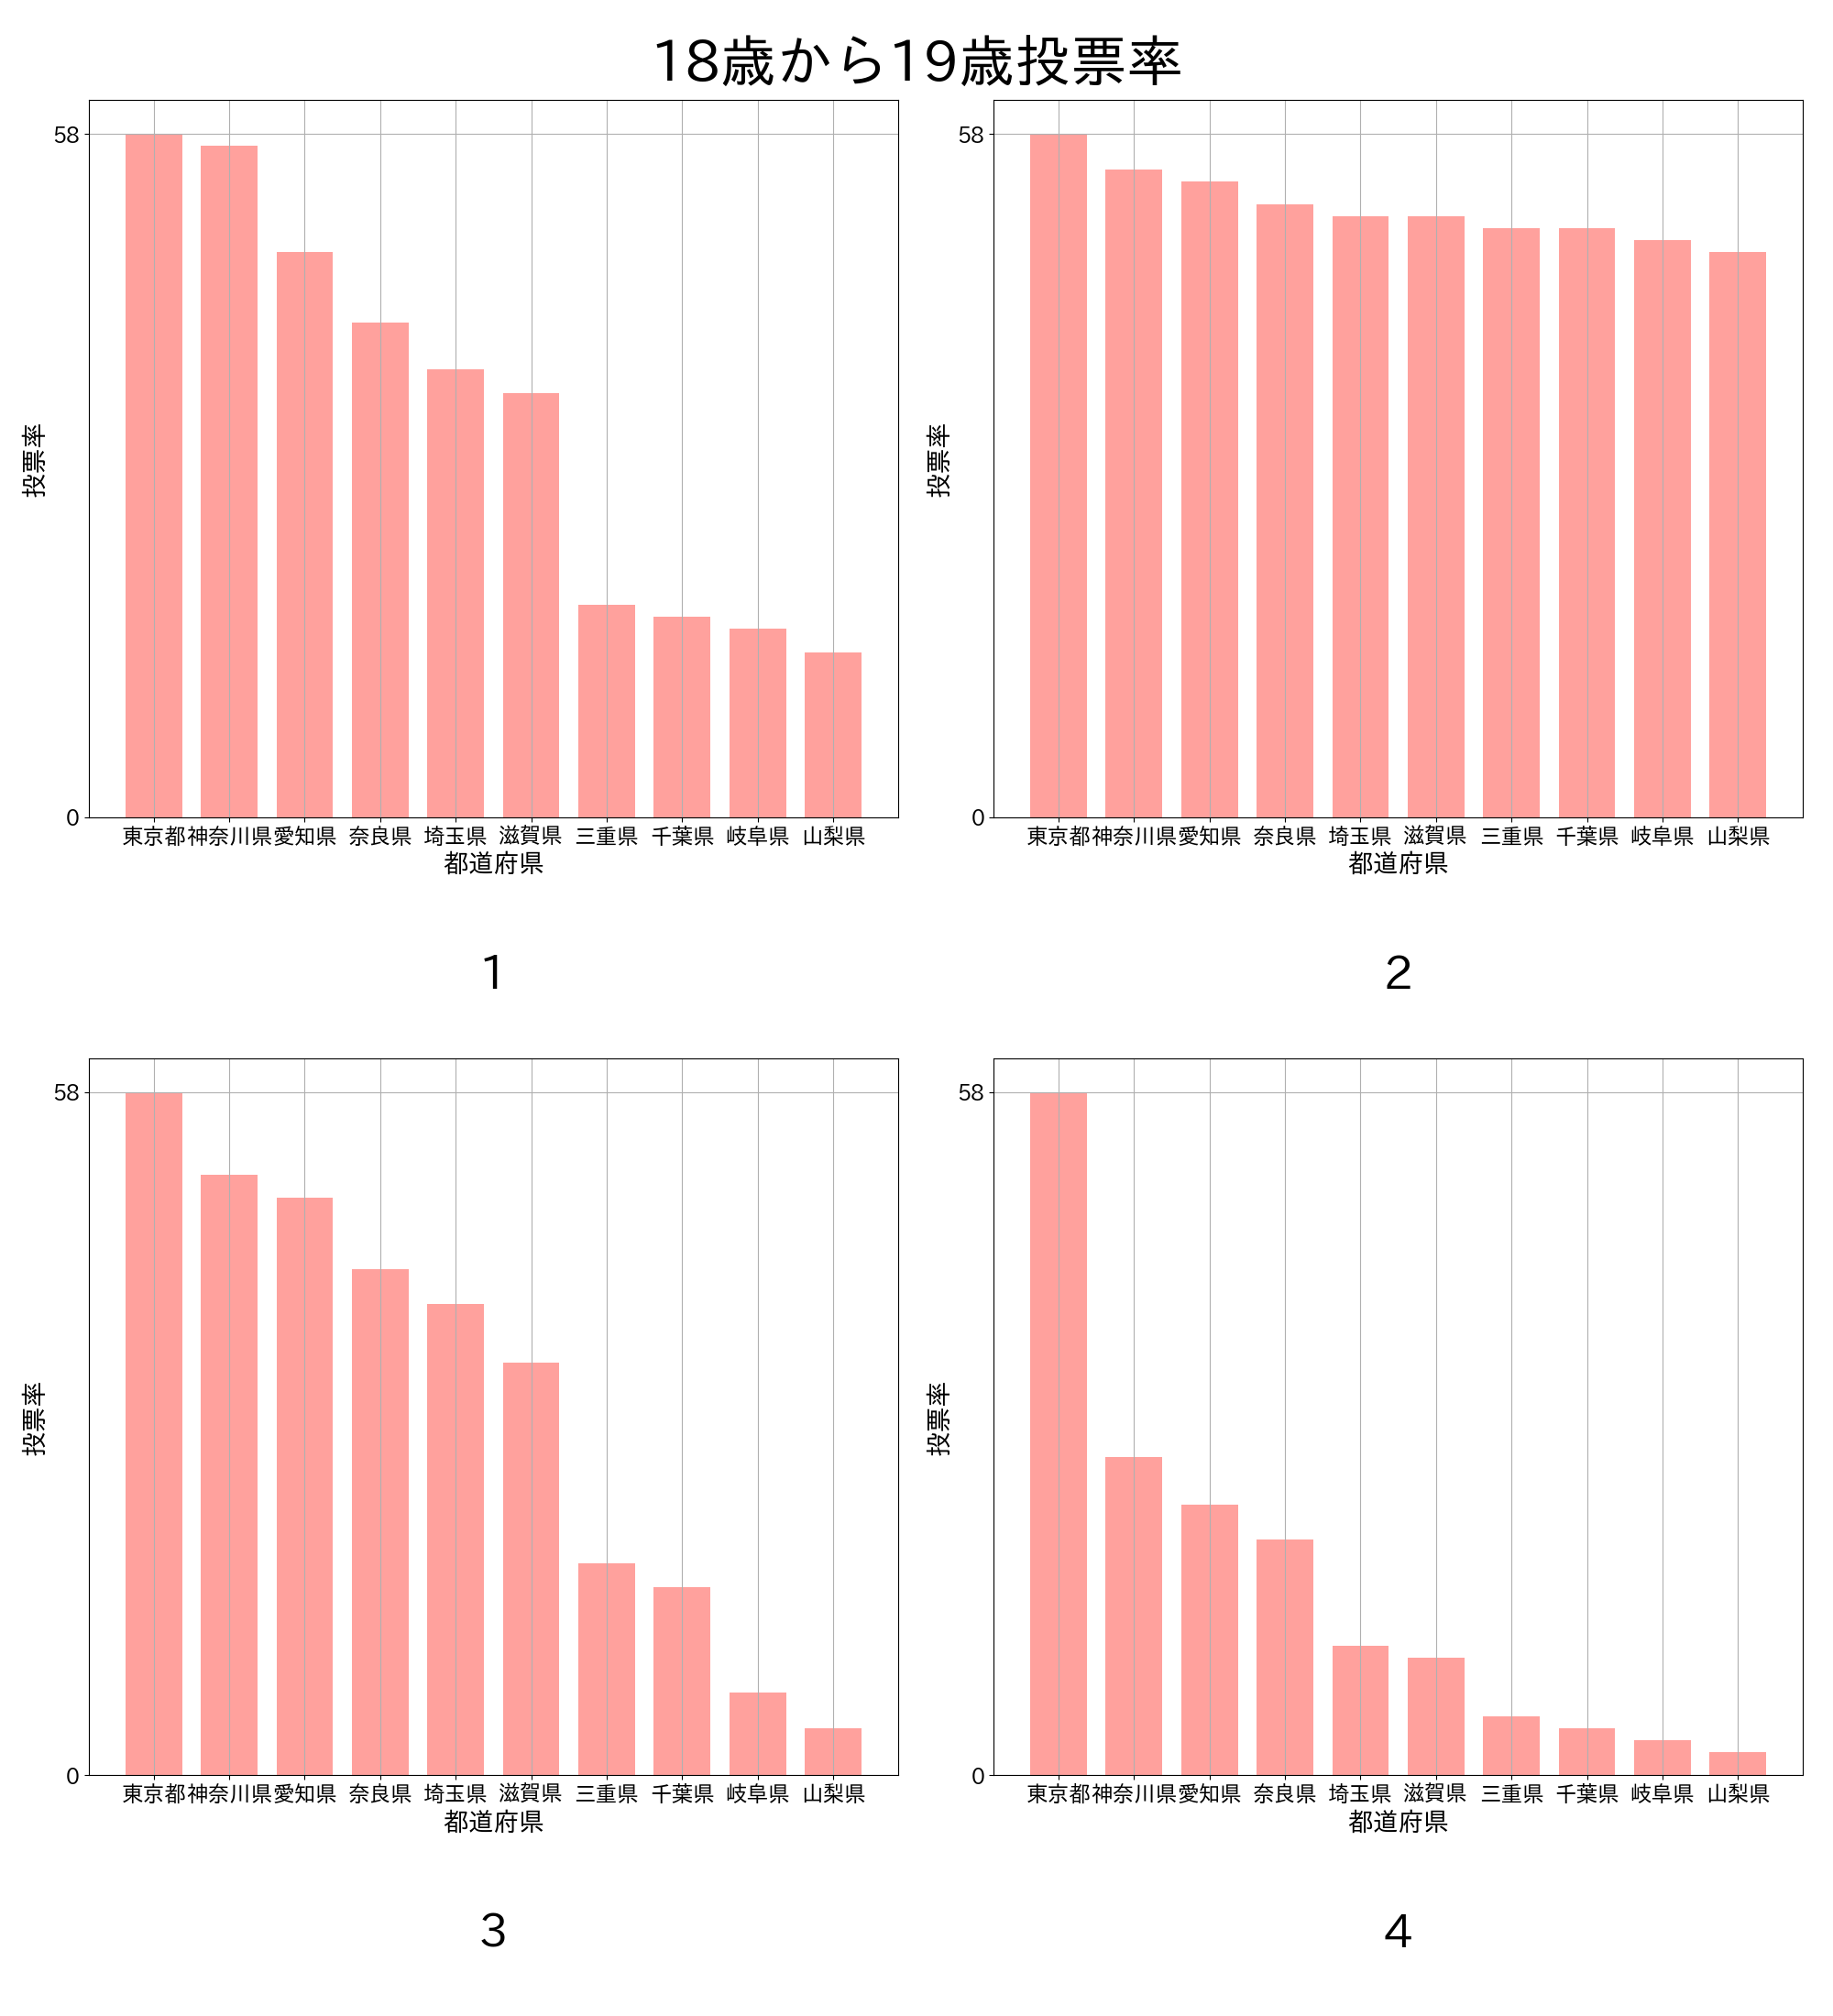 18歳から19歳投票率
58
0
投票率
東京都 神奈川県 愛知県 奈良県 埼玉県 滋賀県 三重県 千葉県 岐阜県 山梨県
都道府県
1
58
0
投票率
東京都 神奈川県 愛知県 奈良県 埼玉県 滋賀県 三重県 千葉県 岐阜県 山梨県
都道府県
2
58
0
投票率
東京都 神奈川県 愛知県 奈良県 埼玉県 滋賀県 三重県 千葉県 岐阜県 山梨県
都道府県
3
58
0
投票率
東京都 神奈川県 愛知県 奈良県 埼玉県 滋賀県 三重県 千葉県 岐阜県 山梨県
都道府県
4